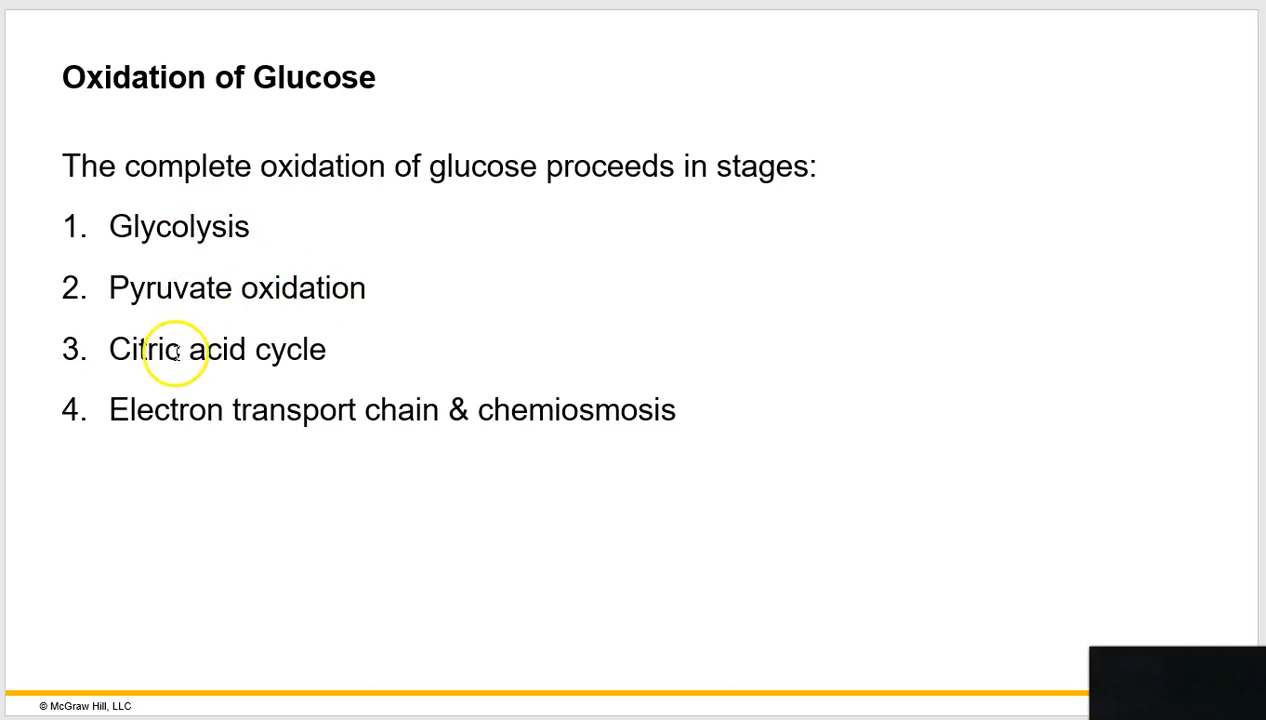 Oxidation of Glucose
The complete oxidation of glucose proceeds in stages:
1. Glycolysis
2. Pyruvate oxidation
3. Citric acid cycle
4. Electron transport chain & chemiosmosis
© McGraw Hill, LLC